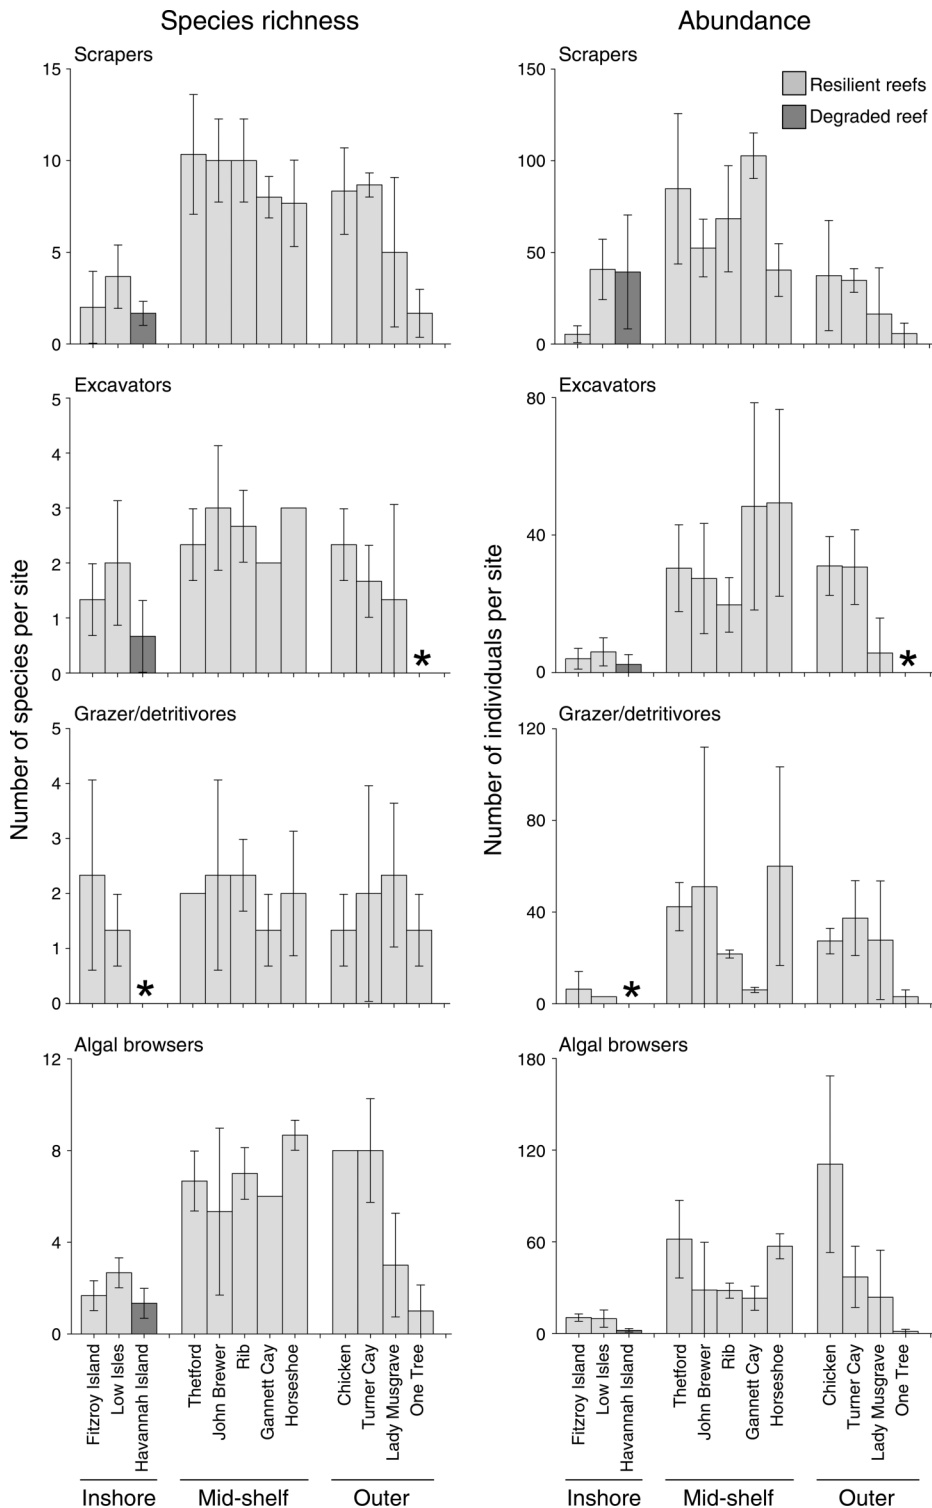 Species richness
Abundance
Scrapers
15
10
5
0
Scrapers
150
100
50
0
Resilient reefs
Degraded reef
Excavators
5
4
3
2
1
0
Excavators
80
40
0
*
*
Number of species per site
Number of individuals per site
Grazer/detritivores
5
4
3
2
1
0
*
Grazer/detritivores
120
80
40
0
*
Algal browsers
12
8
4
0
Algal browsers
180
120
60
0
Fitzroy Island
Low Isles
Havannah Island
Thetford
John Brewer
Rib
Gannett Cay
Horseshoe
Chicken
Turner Cay
Lady Musgrave
One Tree
Fitzroy Island
Low Isles
Havannah Island
Thetford
John Brewer
Rib
Gannett Cay
Horseshoe
Chicken
Turner Cay
Lady Musgrave
One Tree
Inshore
Mid-shelf
Outer
Inshore
Mid-shelf
Outer